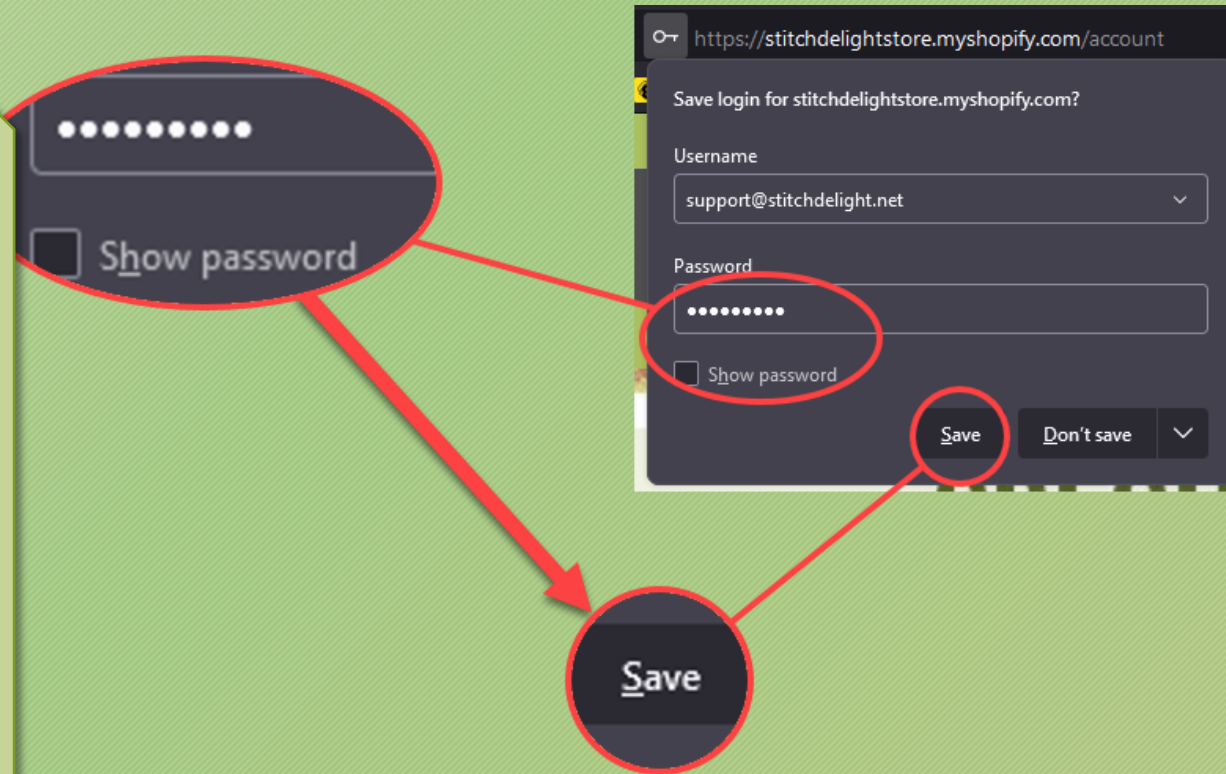 https://stitchdelightstore.myshopify.com/account
Save login for stitchdelightstore.myshopify.com?
Username
support@stitchdelight.net
Password
•••••••••
Show password
Save
Don't save
•••••••••
Show password
Save